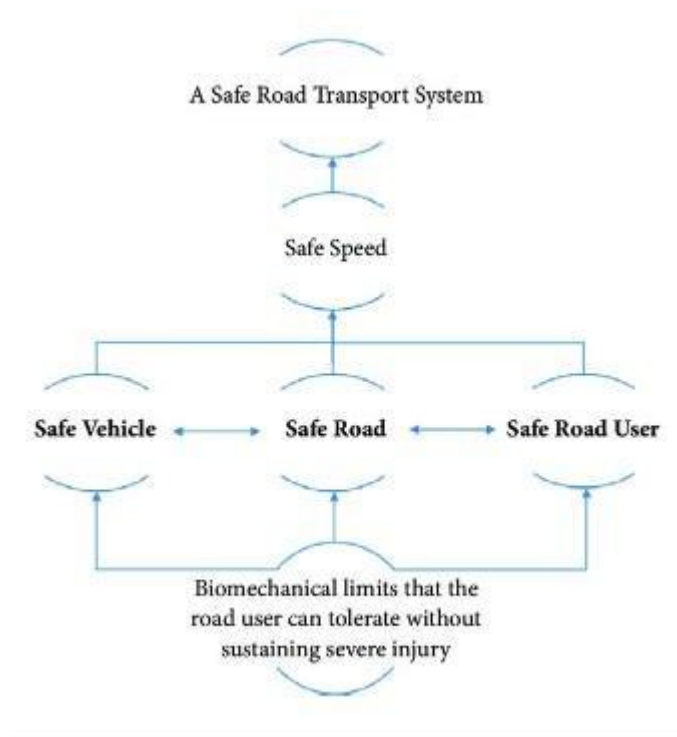 A Safe Road Transport System
Safe Speed
Safe Vehicle
Safe Road
Safe Road User
Biomechanical limits that the
road user can tolerate without
sustaining severe injury